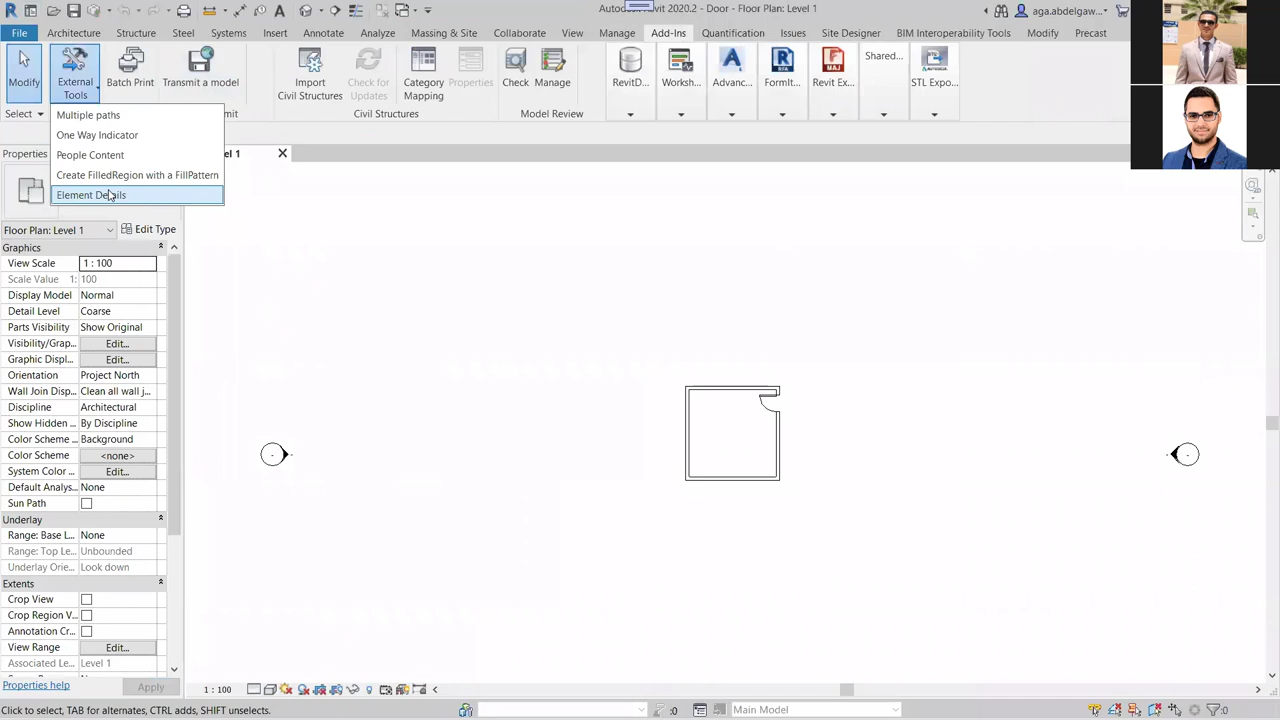 Autodesk Revit 2020.2 - Door - Floor Plan: Level 1
aga.abdelgaw...
File Architecture Structure Steel Systems Insert Annotate Analyze Massing & Site Collaborate View Manage Add-Ins Quantification Issues Site Designer BIM Interoperability Tools Modify Precast
Modify
External Tools
Batch Print
Transmit a model
Import Civil Structures
Check for Updates
Category Mapping
Properties
Check
Manage
RevitD...
Worksh...
Advanc...
FormIt...
Revit Ex...
Shared...
STL Expo...
Select
Civil Structures
Model Review
Multiple paths
One Way Indicator
People Content
Create FilledRegion with a FillPattern
Element Details
Properties
Floor Plan: Level 1 Edit Type
Graphics
View Scale 1 : 100
Scale Value 1: 100
Display Model Normal
Detail Level Coarse
Parts Visibility Show Original
Visibility/Grap... Edit...
Graphic Displ... Edit...
Orientation Project North
Wall Join Disp... Clean all wall j...
Discipline Architectural
Show Hidden ... By Discipline
Color Scheme ... Background
Color Scheme <none>
System Color ... Edit...
Default Analys... None
Sun Path
Underlay
Range: Base L... None
Range: Top Le... Unbounded
Underlay Orie... Look down
Extents
Crop View
Crop Region V...
Annotation Cr...
View Range Edit...
Associated Le... Level 1
Properties help Apply
1 : 100
Click to select, TAB for alternates, CTRL adds, SHIFT unselects.
:0 Main Model :0